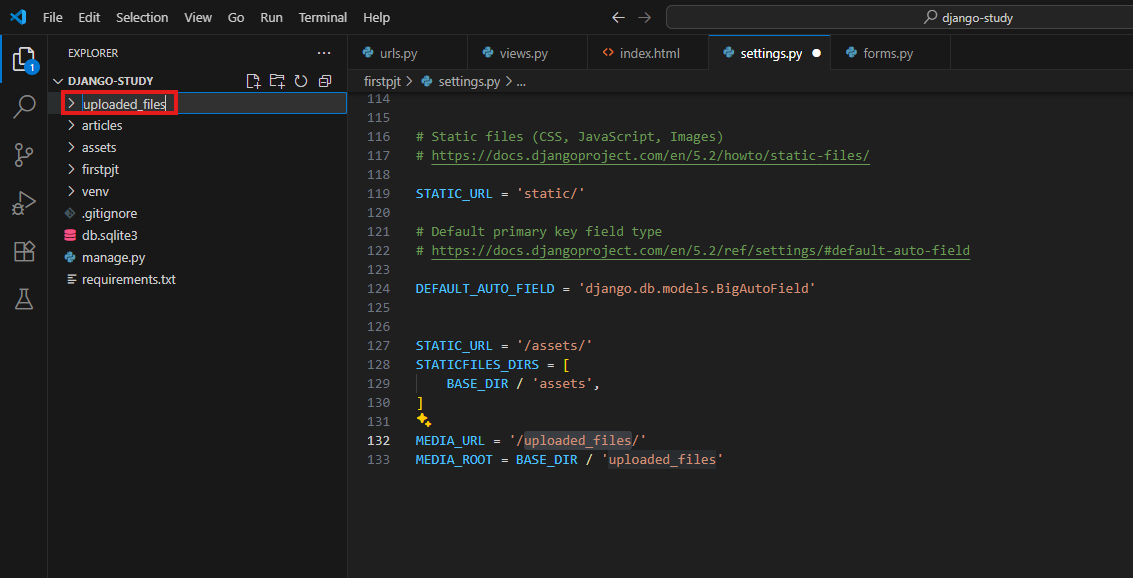 File Edit Selection View Go Run Terminal Help
django-study
EXPLORER
DJANGO-STUDY
uploaded_files
articles
assets
firstpjt
venv
.gitignore
db.sqlite3
manage.py
requirements.txt
1
urls.py views.py index.html settings.py forms.py
firstpjt > settings.py > ...
114
115
116 # Static files (CSS, JavaScript, Images)
117 # https://docs.djangoproject.com/en/5.2/howto/static-files/
118
119 STATIC_URL = 'static/'
120
121 # Default primary key field type
122 # https://docs.djangoproject.com/en/5.2/ref/settings/#default-auto-field
123
124 DEFAULT_AUTO_FIELD = 'django.db.models.BigAutoField'
125
126
127 STATIC_URL = '/assets/'
128 STATICFILES_DIRS = [
129     BASE_DIR / 'assets',
130 ]
131
132 MEDIA_URL = '/uploaded_files/'
133 MEDIA_ROOT = BASE_DIR / 'uploaded_files'